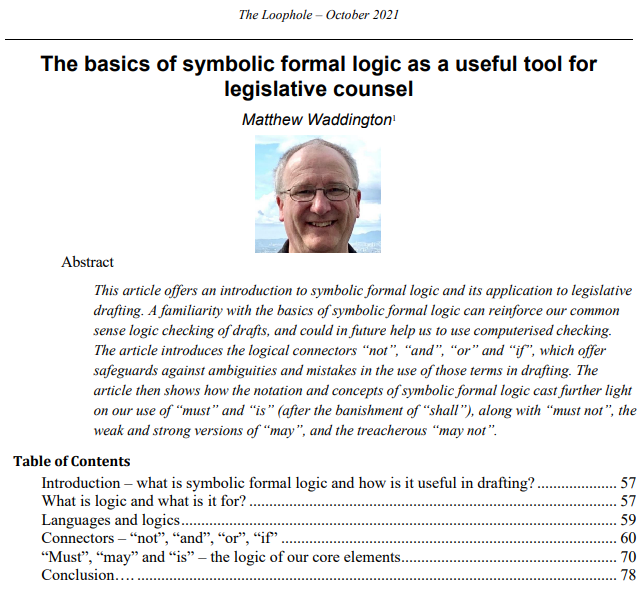 The Loophole – October 2021
The basics of symbolic formal logic as a useful tool for
legislative counsel
Matthew Waddington¹
Abstract
This article offers an introduction to symbolic formal logic and its application to legislative
drafting. A familiarity with the basics of symbolic formal logic can reinforce our common
sense logic checking of drafts, and could in future help us to use computerised checking.
The article introduces the logical connectors “not”, “and”, “or” and “if”, which offer
safeguards against ambiguities and mistakes in the use of those terms in drafting. The
article then shows how the notation and concepts of symbolic formal logic cast further light
on our use of “must” and “is” (after the banishment of “shall”), along with “must not”, the
weak and strong versions of “may”, and the treacherous “may not”.
Table of Contents
Introduction – what is symbolic formal logic and how is it useful in drafting? .................... 57
What is logic and what is it for? ..................................................................................... 57
Languages and logics..................................................................................................... 59
Connectors – “not”, “and”, “or”, “if” ............................................................................... 60
“Must”, “may” and “is” – the logic of our core elements................................................. 70
Conclusion…. ................................................................................................................ 78